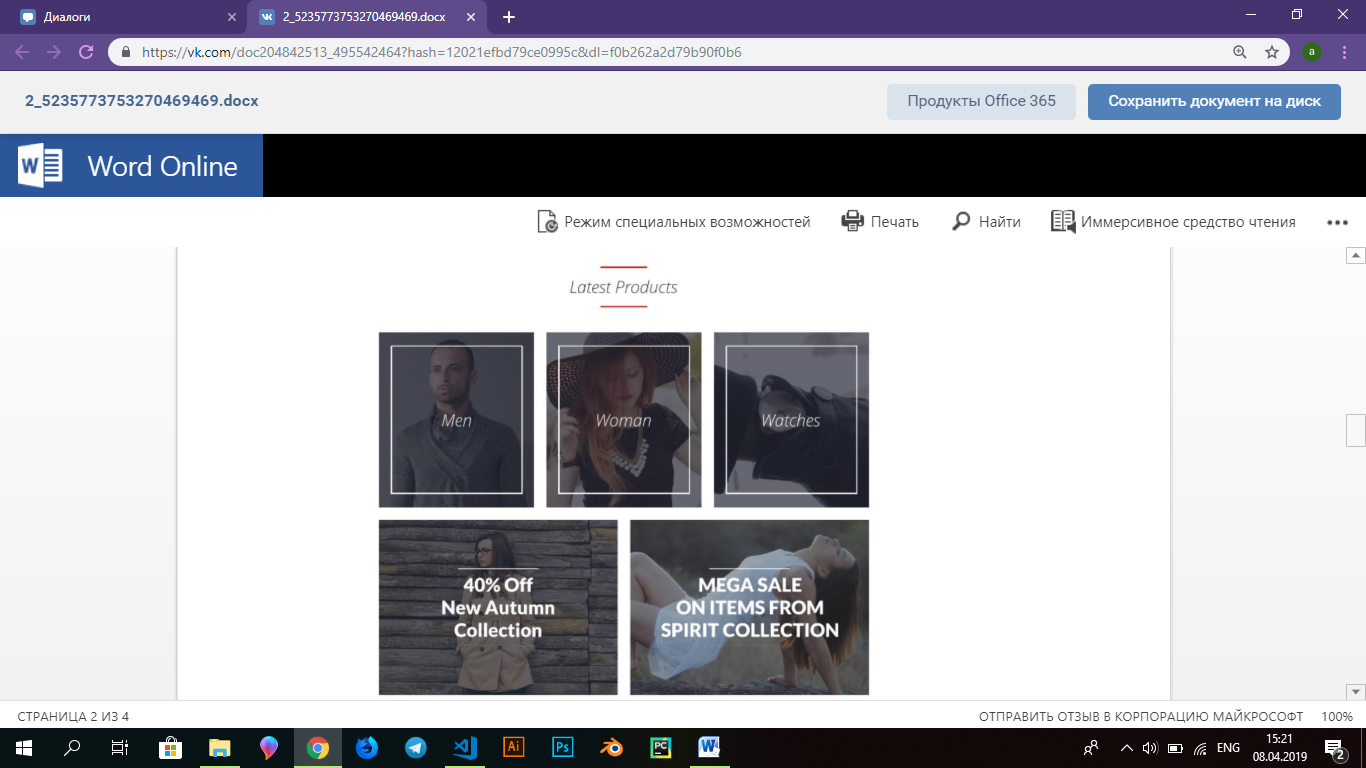 Диалоги
2_5235773753270469469.docx
https://vk.com/doc204842513_495542464?hash=12021efbd79ce0995c&dl=f0b262a2d79b90f0b6
a
2_5235773753270469469.docx
Продукты Office 365
Сохранить документ на диск
W
Word Online
Режим специальных возможностей
Печать
Найти
Иммерсивное средство чтения
Latest Products
Men
Woman
Watches
40% Off
New Autumn
Collection
MEGA SALE
ON ITEMS FROM
SPIRIT COLLECTION
СТРАНИЦА 2 ИЗ 4
ОТПРАВИТЬ ОТЗЫВ В КОРПОРАЦИЮ МАЙКРОСОФТ
100%
Ai
Ps
PC
W
ENG
15:21
08.04.2019
2